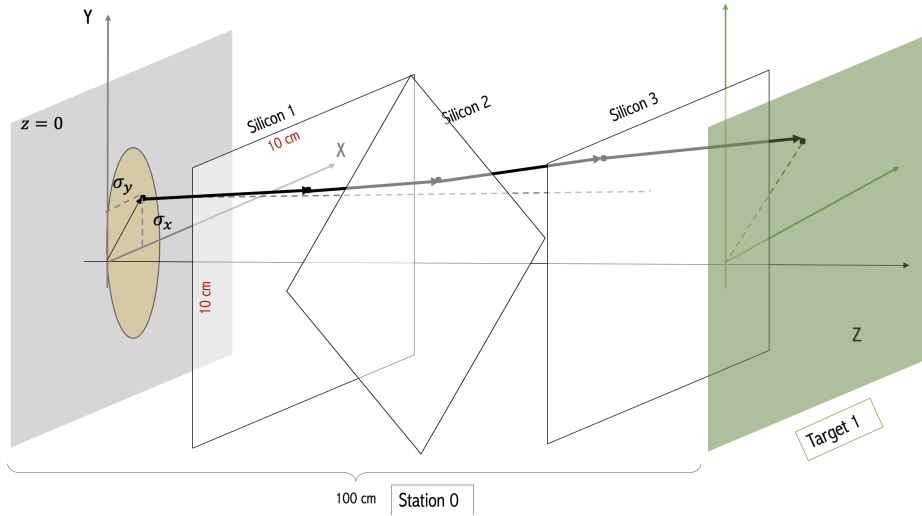 Y
z = 0
Silicon 1
10 cm
Silicon 2
Silicon 3
X
σy
σx
10 cm
Z
Target 1
100 cm
Station 0